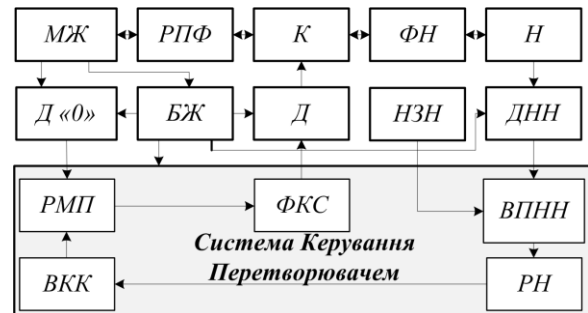 МЖ РПФ К ФН Н
Д «0» БЖ Д НЗН ДНН
РМП ФКС ВПНН
Система Керування
Перетворювачем
ВКК РН